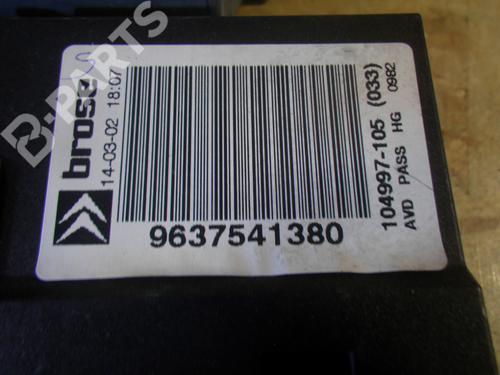 B-PARTS
brose
14-03-02 18:07
9637541380
104997-105 (033)
AVD PASS HG 0982